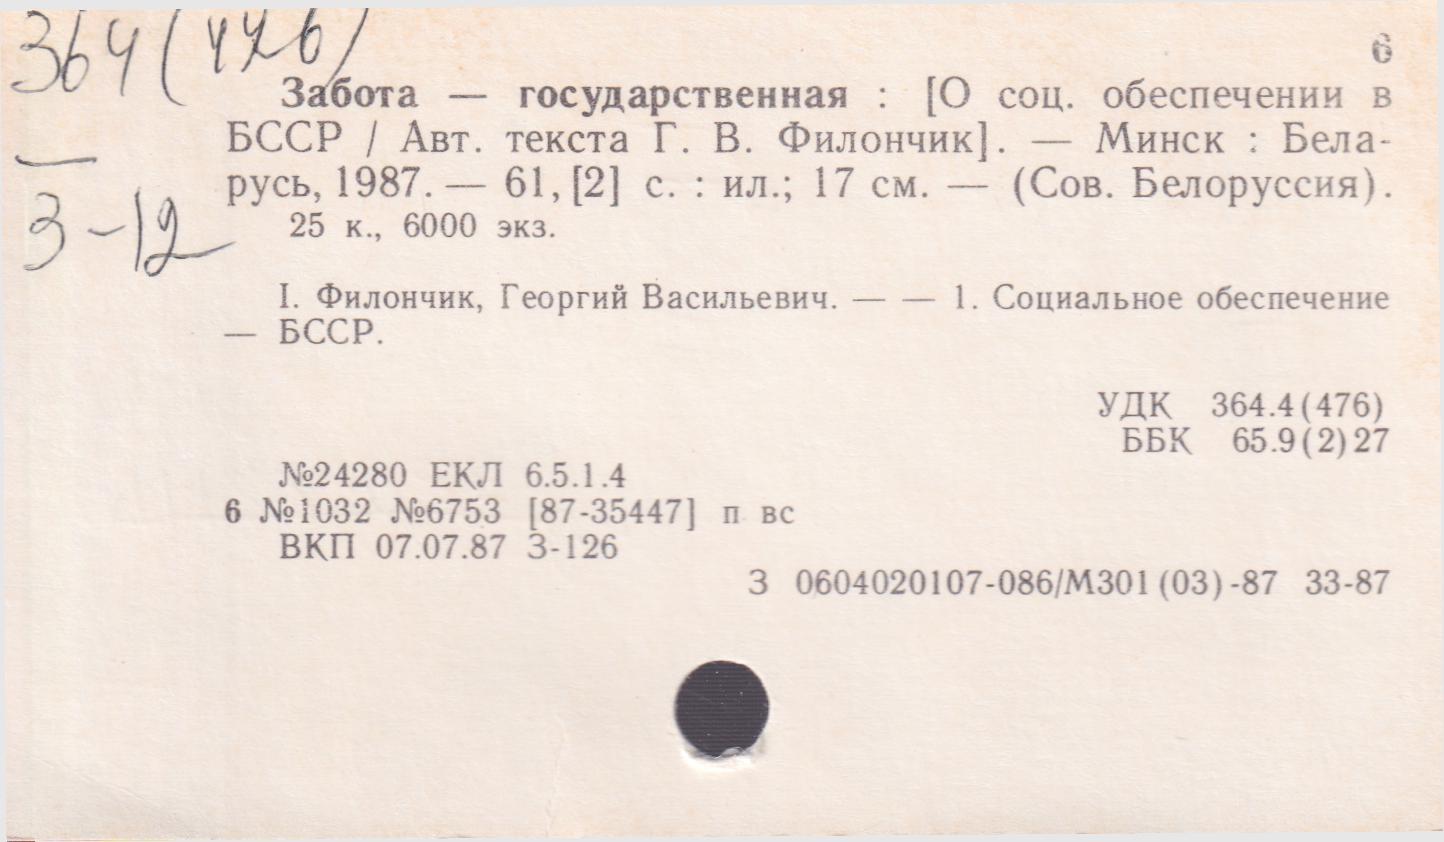 364(476)
6
Забота — государственная : [О соц. обеспечении в
БССР / Авт. текста Г. В. Филончик]. — Минск : Бела-
русь, 1987. — 61, [2] с. : ил.; 17 см. — (Сов. Белоруссия).
З-12
25 к., 6000 экз.
I. Филончик, Георгий Васильевич. — — 1. Социальное обеспечение
— БССР.
УДК 364.4(476)
ББК 65.9(2)27
№24280 ЕКЛ 6.5.1.4
6 №1032 №6753 [87-35447] п вс
ВКП 07.07.87 З-126
З 0604020107-086/М301(03)-87 33-87